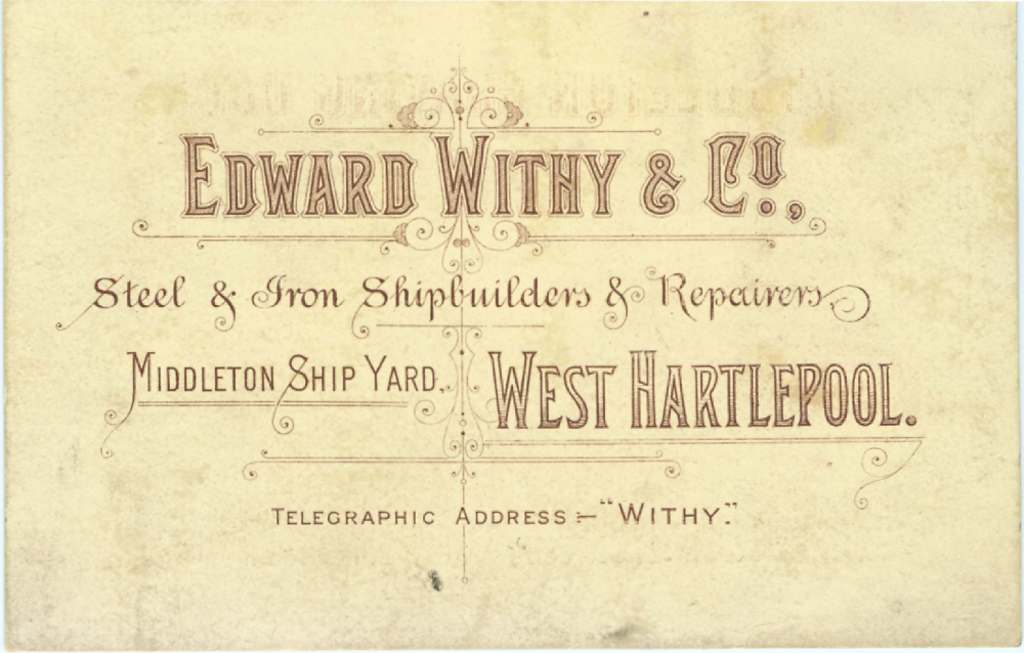 EDWARD WITHY & Co.,
Steel & Iron Shipbuilders & Repairers
MIDDLETON SHIP YARD, WEST HARTLEPOOL.
TELEGRAPHIC ADDRESS :– "WITHY."